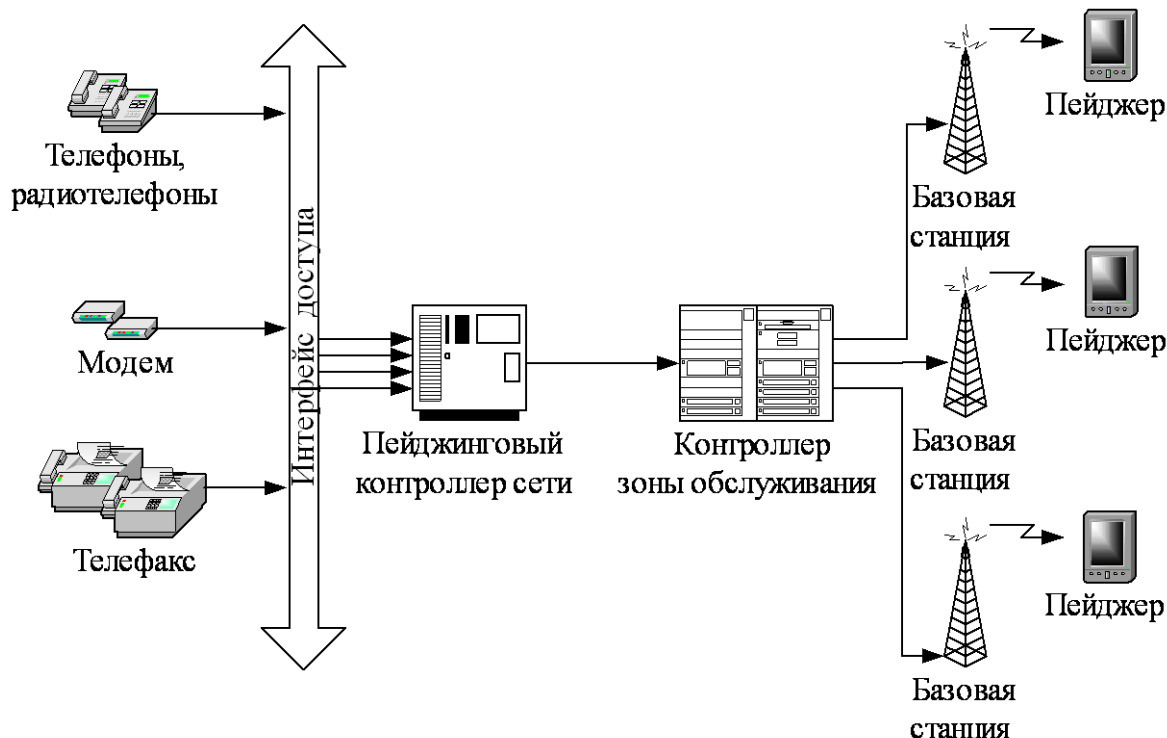 Телефоны,
радиотелефоны
Модем
Телефакс
Интерфейс доступа
Пейджинговый
контроллер сети
Контроллер
зоны обслуживания
Базовая
станция
Пейджер
Базовая
станция
Пейджер
Базовая
станция
Пейджер